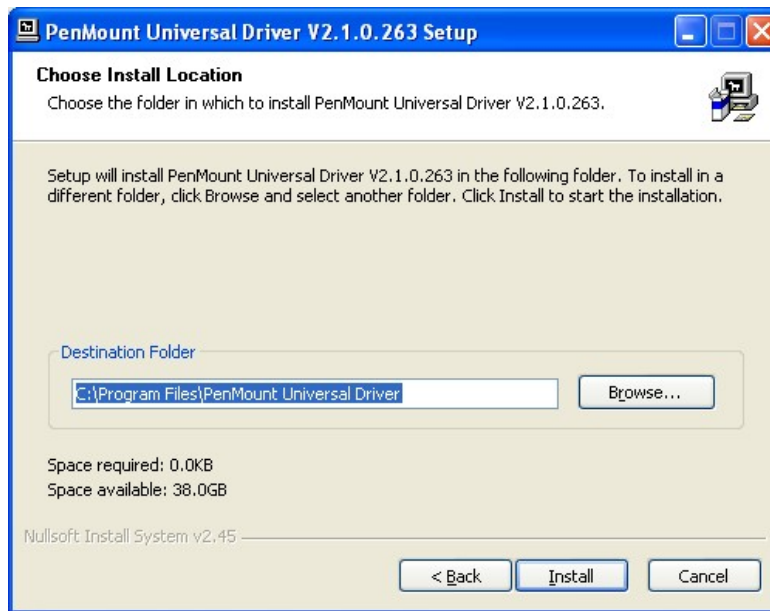 PenMount Universal Driver V2.1.0.263 Setup
Choose Install Location
Choose the folder in which to install PenMount Universal Driver V2.1.0.263.
Setup will install PenMount Universal Driver V2.1.0.263 in the following folder. To install in a
different folder, click Browse and select another folder. Click Install to start the installation.
Destination Folder
C:\Program Files\PenMount Universal Driver
Browse...
Space required: 0.0KB
Space available: 38.0GB
Nullsoft Install System v2.45
< Back
Install
Cancel